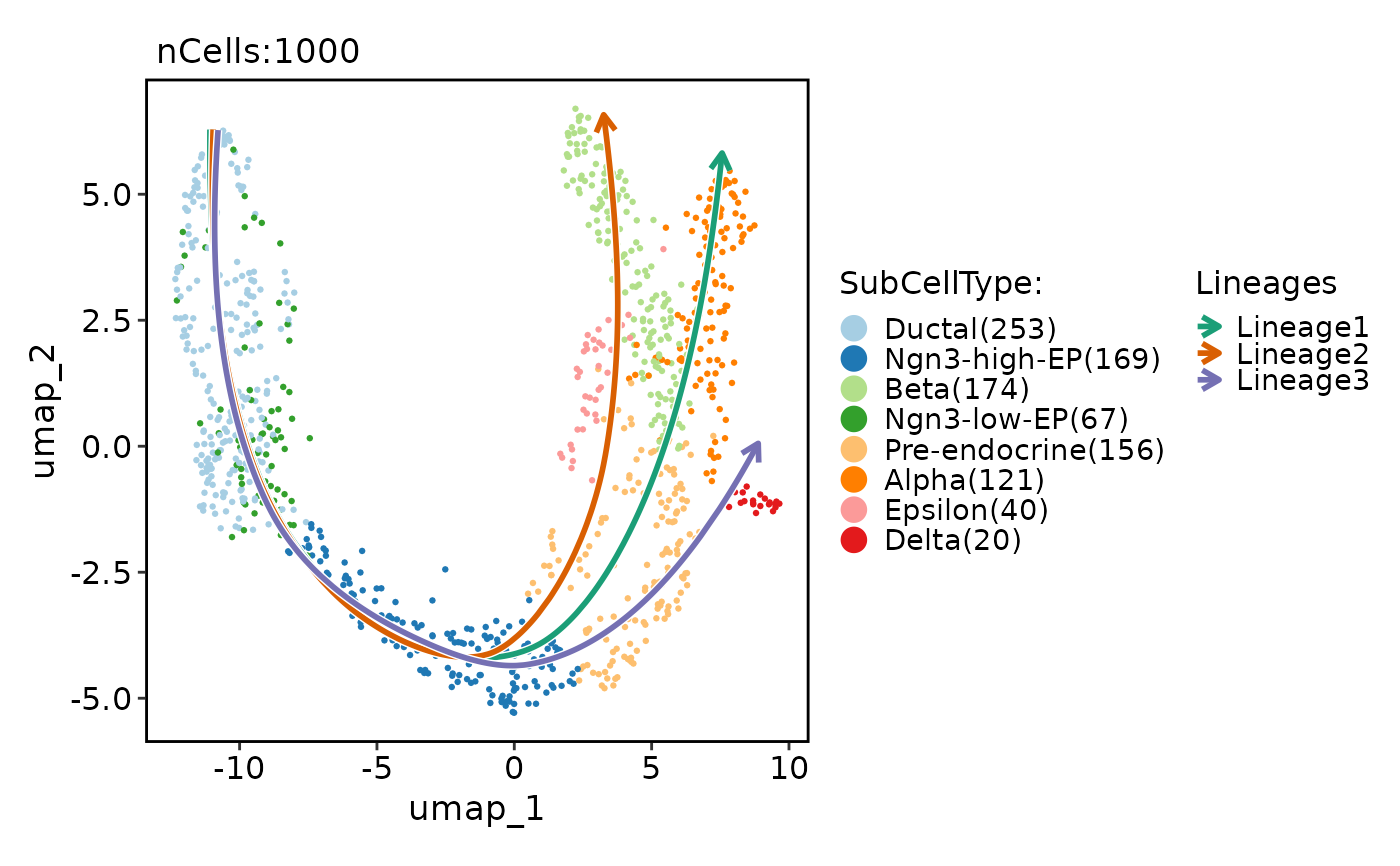 nCells:1000
umap_2
5.0
2.5
0.0
-2.5
-5.0
-10
-5
0
5
10
umap_1
SubCellType:
Ductal(253)
Ngn3-high-EP(169)
Beta(174)
Ngn3-low-EP(67)
Pre-endocrine(156)
Alpha(121)
Epsilon(40)
Delta(20)
Lineages
Lineage1
Lineage2
Lineage3